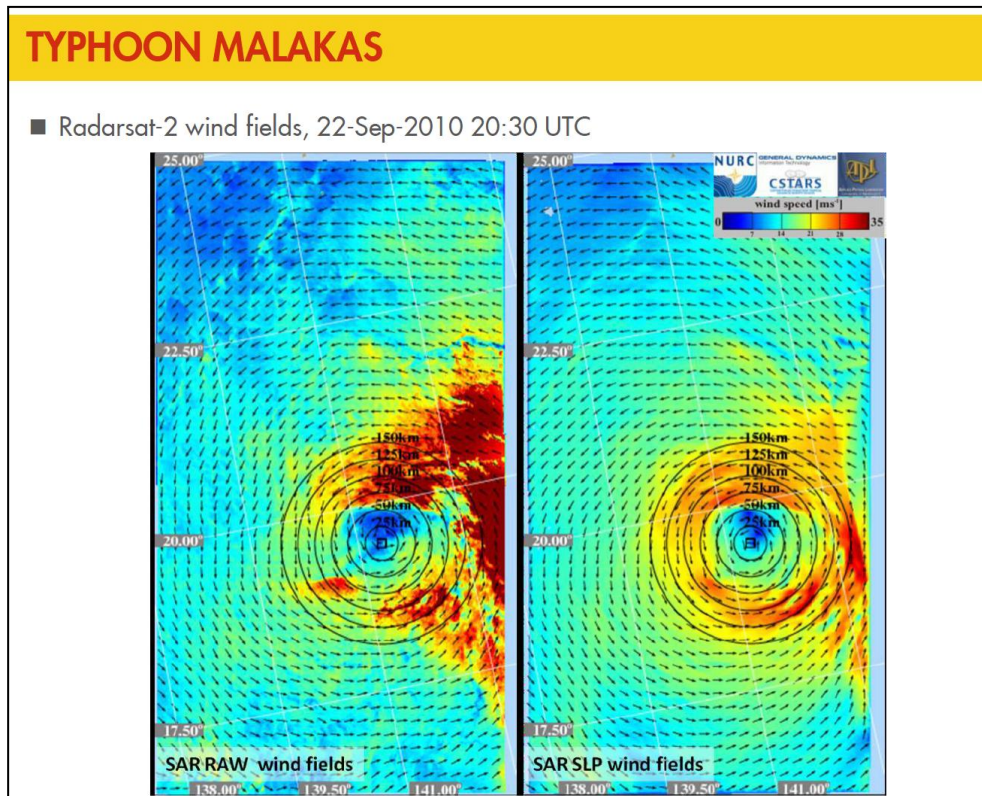 TYPHOON MALAKAS
■ Radarsat-2 wind fields, 22-Sep-2010 20:30 UTC
25.00°
22.50°
20.00°
17.50°
150km
125km
100km
75km
50km
25km
SAR RAW wind fields
138.00°
139.50°
141.00°
25.00°
NURC
GENERAL DYNAMICS
Information Technology
CSTARS
APL
wind speed [ms⁻¹]
0
35
7
14
21
28
22.50°
20.00°
17.50°
150km
125km
100km
75km
50km
25km
SAR SLP wind fields
138.00°
139.50°
141.00°